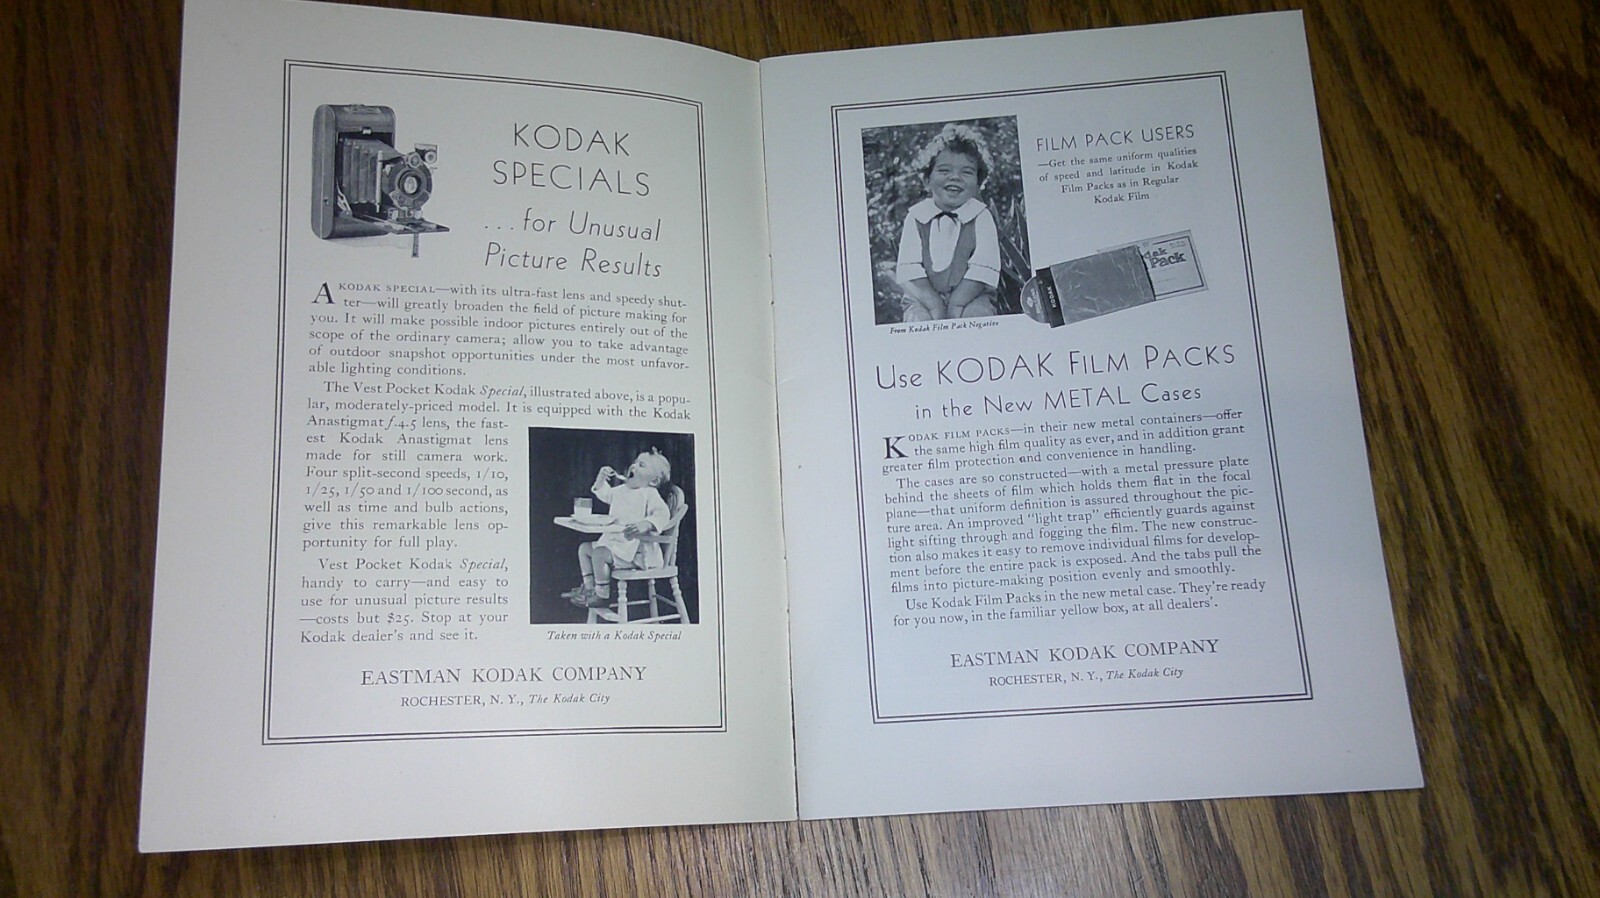 KODAK
SPECIALS
...for Unusual
Picture Results
A KODAK SPECIAL—with its ultra-fast lens and speedy shut-
ter—will greatly broaden the field of picture making for
you. It will make possible indoor pictures entirely out of the
scope of the ordinary camera; allow you to take advantage
of outdoor snapshot opportunities under the most unfavor-
able lighting conditions.
The Vest Pocket Kodak Special, illustrated above, is a popu-
lar, moderately-priced model. It is equipped with the Kodak
Anastigmat f.4.5 lens, the fast-
est Kodak Anastigmat lens
made for still camera work.
Four split-second speeds, 1/10,
1/25, 1/50 and 1/100 second, as
well as time and bulb actions,
give this remarkable lens op-
portunity for full play.
Vest Pocket Kodak Special,
handy to carry—and easy to
use for unusual picture results
—costs but $25. Stop at your
Kodak dealer's and see it.
Taken with a Kodak Special
EASTMAN KODAK COMPANY
ROCHESTER, N. Y., The Kodak City
FILM PACK USERS
—Get the same uniform qualities
of speed and latitude in Kodak
Film Packs as in Regular
Kodak Film
dak
Pack
KODAK
From Kodak Film Pack Negative
Use KODAK FILM PACKS
in the New METAL Cases
KODAK FILM PACKS—in their new metal containers—offer
the same high film quality as ever, and in addition grant
greater film protection and convenience in handling.
The cases are so constructed—with a metal pressure plate
behind the sheets of film which holds them flat in the focal
plane—that uniform definition is assured throughout the pic-
ture area. An improved "light trap" efficiently guards against
light sifting through and fogging the film. The new construc-
tion also makes it easy to remove individual films for develop-
ment before the entire pack is exposed. And the tabs pull the
films into picture-making position evenly and smoothly.
Use Kodak Film Packs in the new metal case. They're ready
for you now, in the familiar yellow box, at all dealers'.
EASTMAN KODAK COMPANY
ROCHESTER, N. Y., The Kodak City